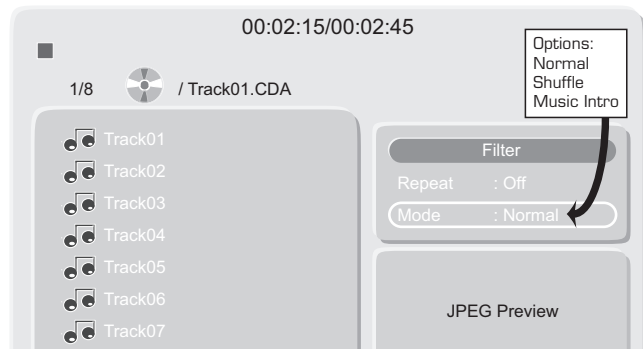 00:02:15/00:02:45
Options:
Normal
Shuffle
Music Intro
1/8 / Track01.CDA
Track01
Track02
Track03
Track04
Track05
Track06
Track07
Filter
Repeat : Off
Mode : Normal
JPEG Preview